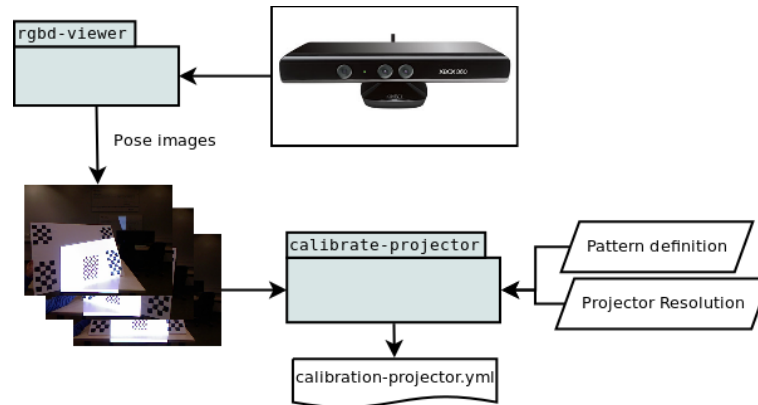 rgbd-viewer
XBOX 360
Pose images
calibrate-projector
Pattern definition
Projector Resolution
calibration-projector.yml